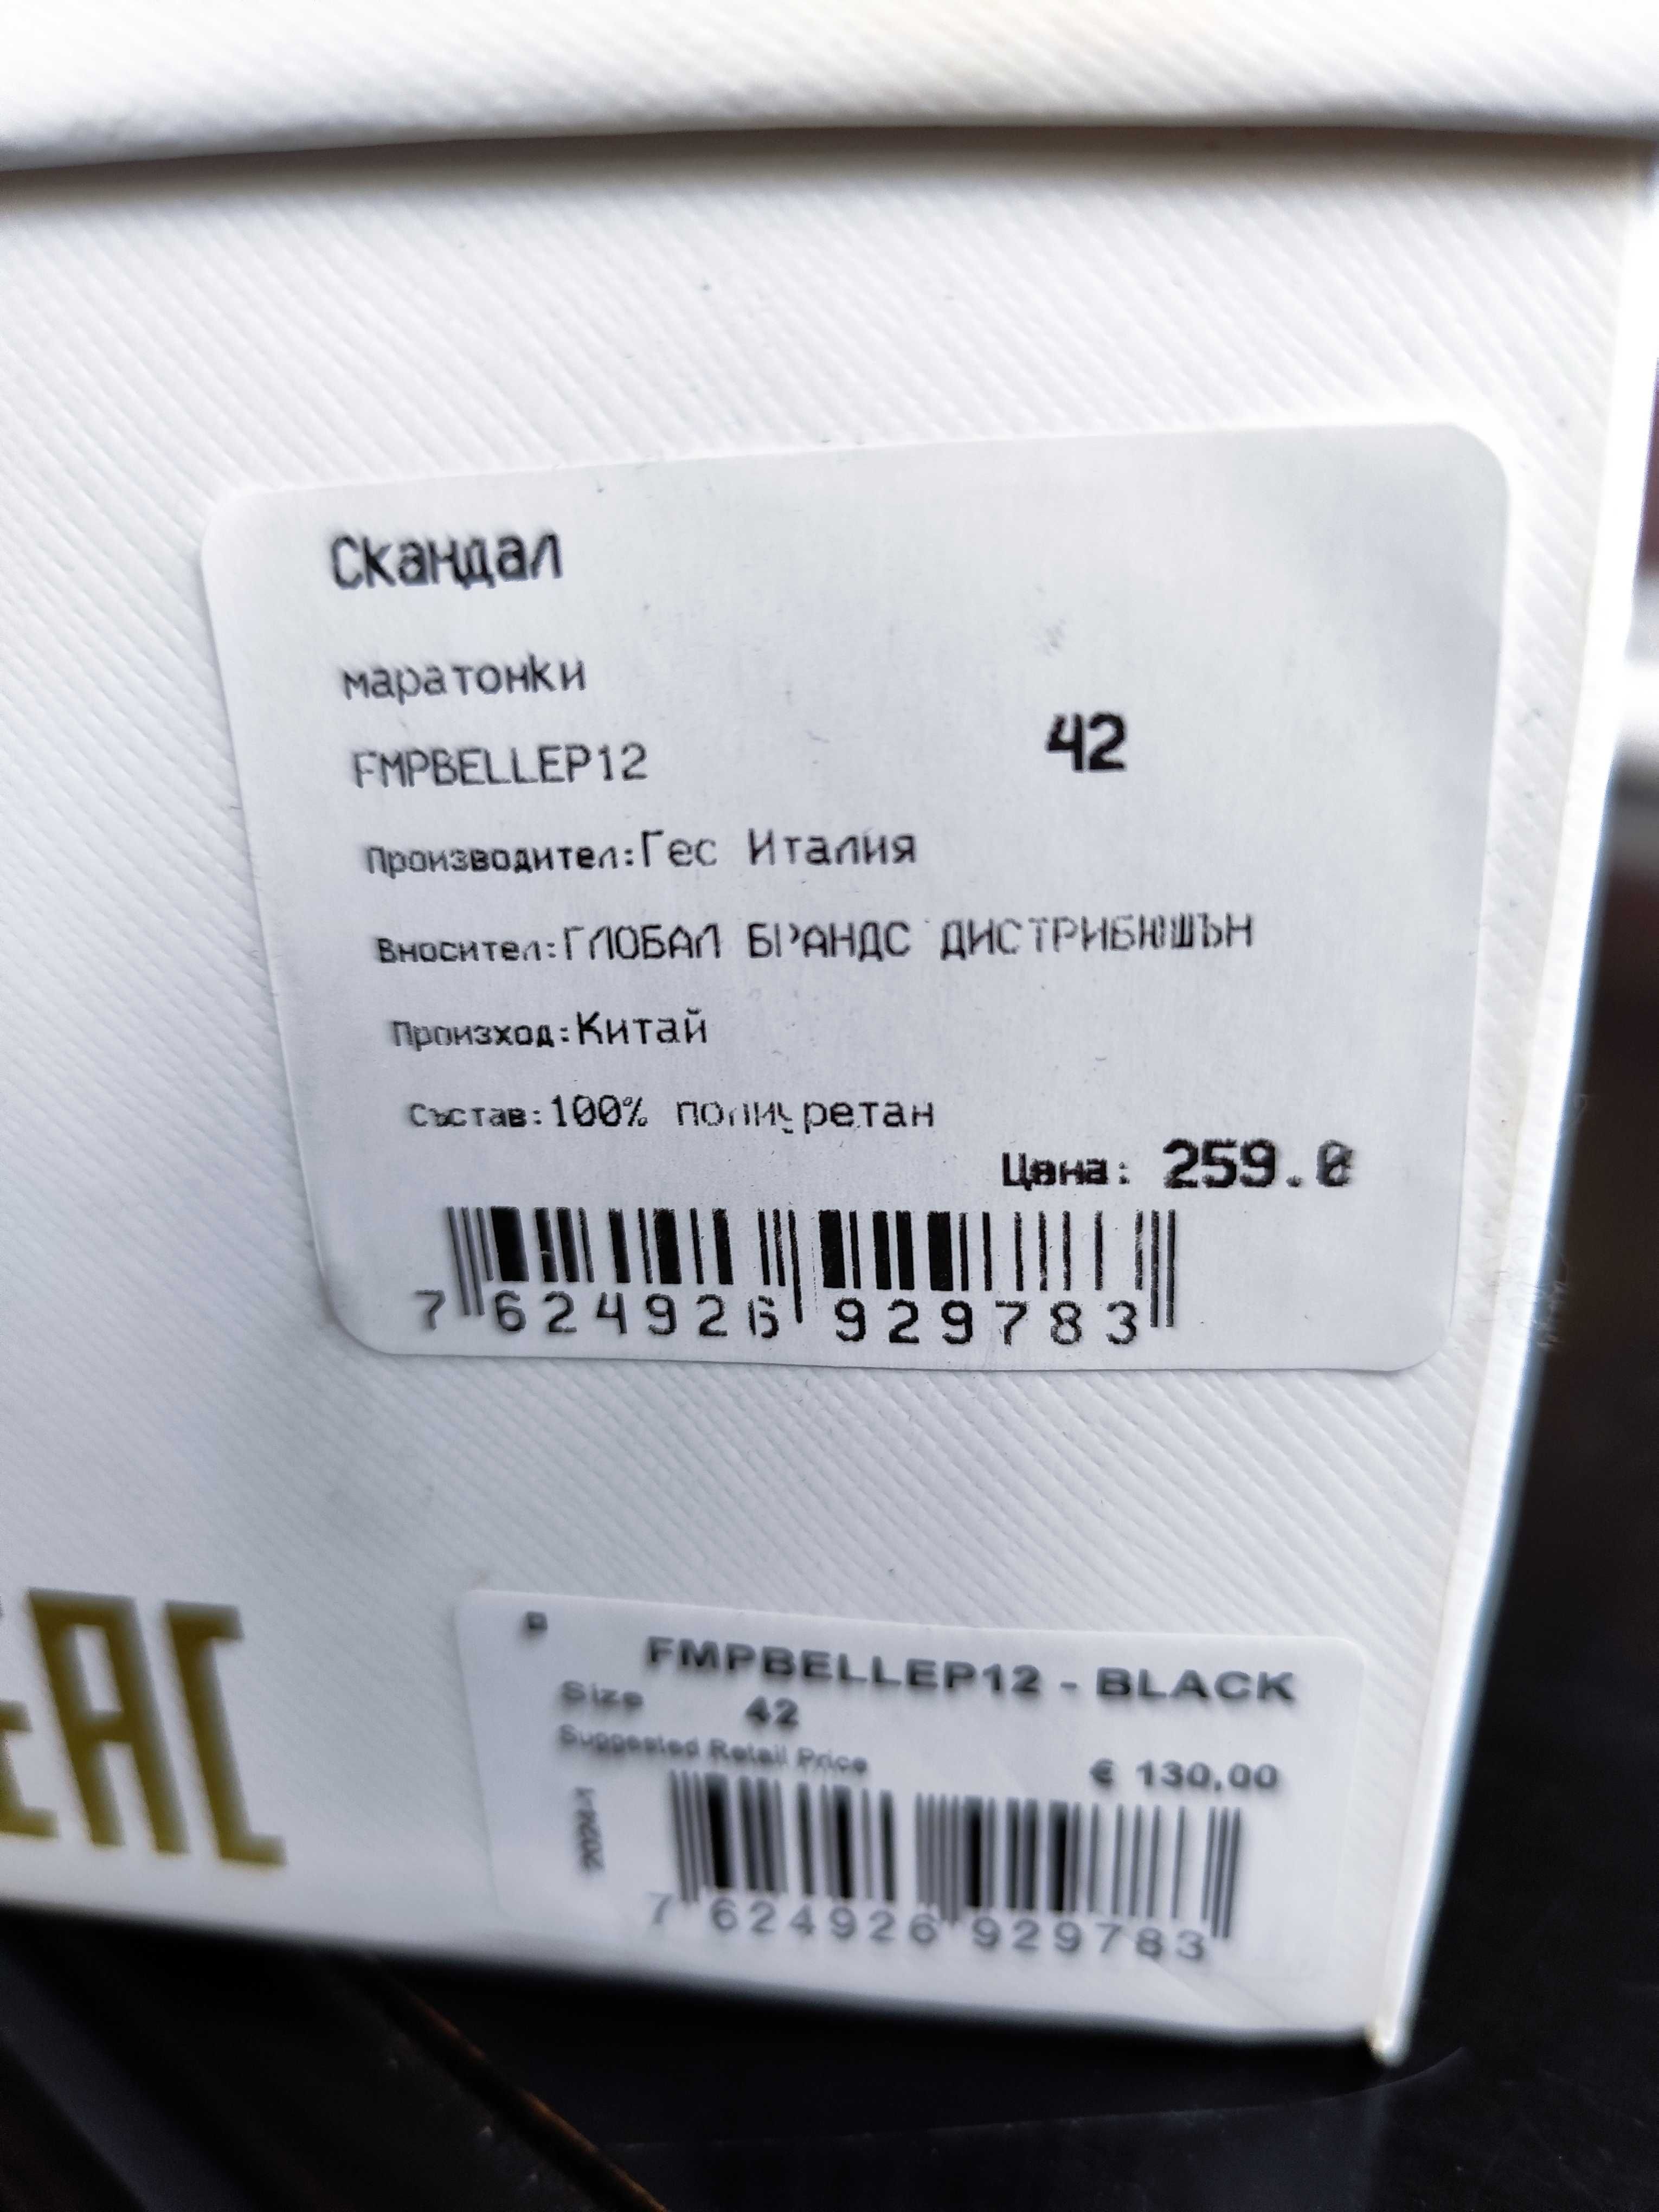 Скандал
маратонки
FMPBELLEP12 42
Производител:Гес Италия
Вносител:ГЛОБАЛ БРАНДС ДИСТРИБЮШЪН
Произход:Китай
Състав:100% полиуретан
Цена: 259.0
7 624926 929783
EAC
B
FMPBELLEP12 - BLACK
Size 42
Suggested Retail Price € 130,00
7 624926 929783